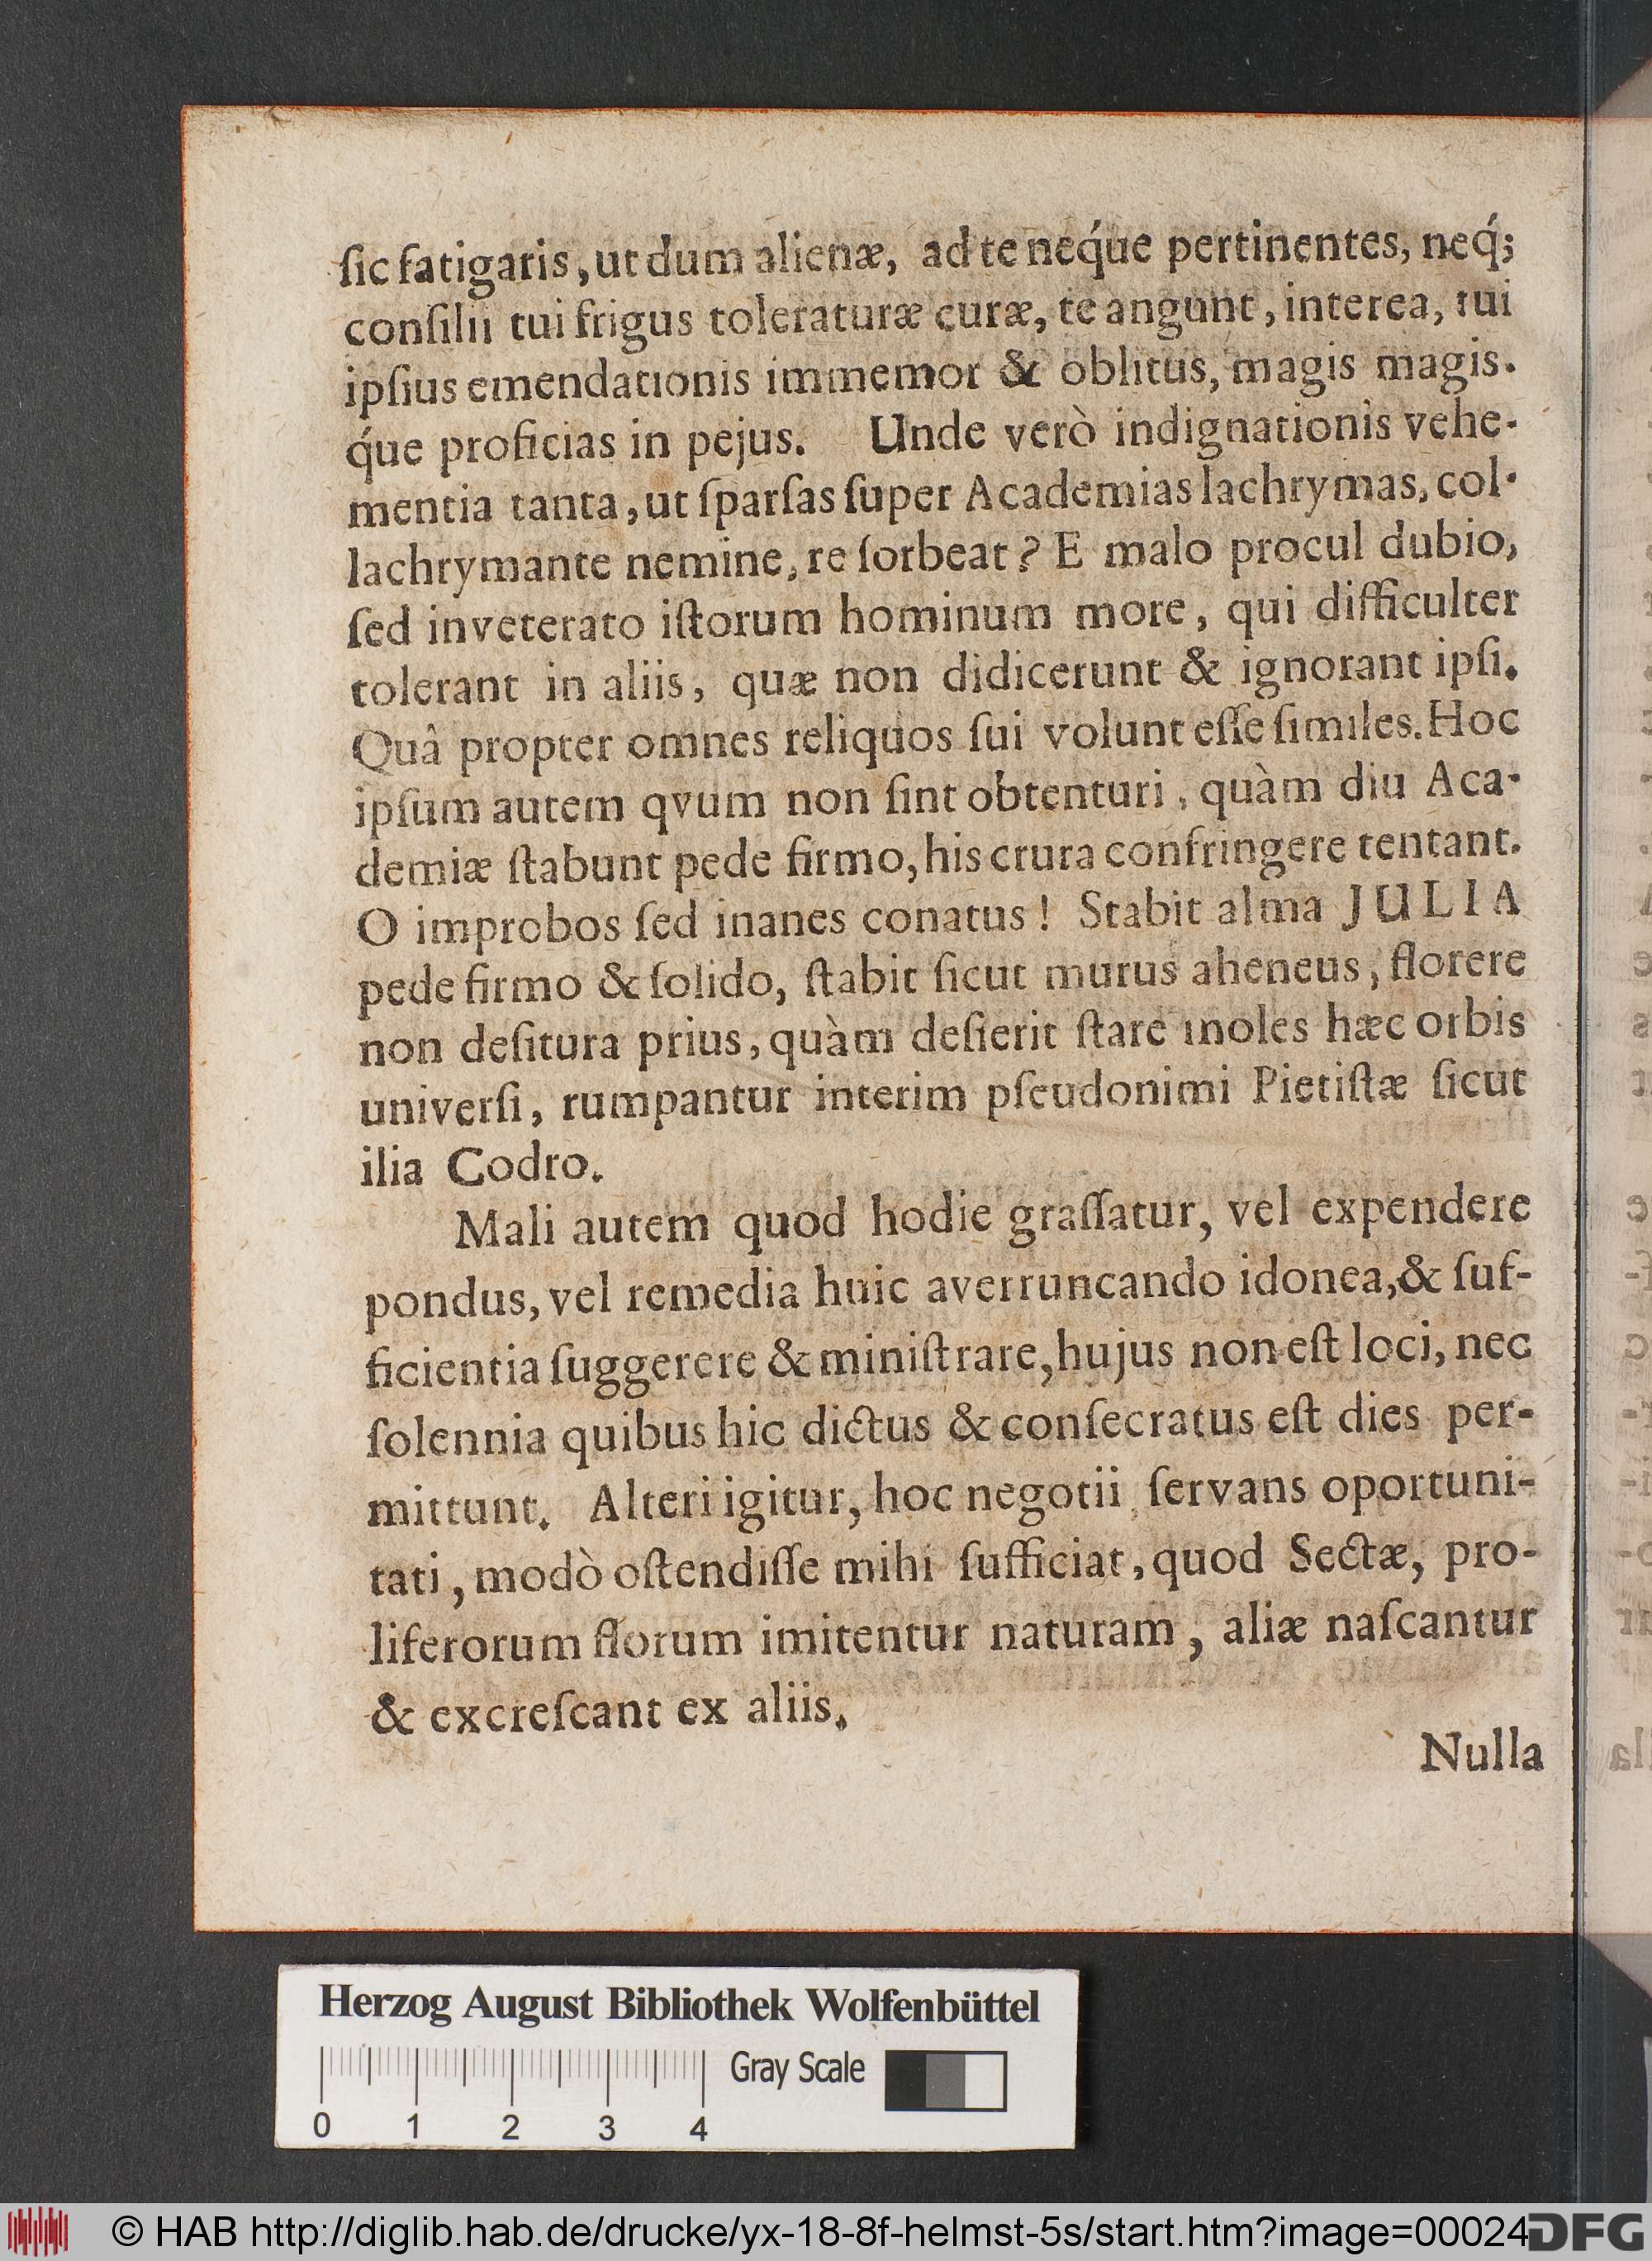 ſic fatigaris, ut dum alienæ, ad te neq́ue pertinentes, neq́;
conſilii tui frigus toleraturæ curæ, te angunt, interea, tui
ipſius emendationis immemor & oblitus, magis magis-
q́ue proficias in pejus. Unde verò indignationis vehe-
mentia tanta, ut ſparſas ſuper Academias lachrymas, col-
lachrymante nemine, re ſorbeat? E malo procul dubio,
ſed inveterato iſtorum hominum more, qui difficulter
tolerant in aliis, quæ non didicerunt & ignorant ipſi.
Quâ propter omnes reliquos ſui volunt eſſe ſimiles. Hoc
ipſum autem qvum non ſint obtenturi, quàm diu Aca-
demiæ ſtabunt pede firmo, his crura confringere tentant.
O improbos ſed inanes conatus! Stabit alma JULIA
pede firmo & ſolido, ſtabit ſicut murus aheneus, florere
non deſitura prius, quàm deſierit ſtare moles hæc orbis
univerſi, rumpantur interim pſeudonimi Pietiſtæ ſicut
ilia Codro.
Mali autem quod hodie graſſatur, vel expendere
pondus, vel remedia huic averruncando idonea, & ſuf-
ficientia ſuggerere & miniſtrare, hujus non eſt loci, nec
ſolennia quibus hic dictus & conſecratus eſt dies per-
mittunt. Alteri igitur, hoc negotii ſervans oportuni-
tati, modò oſtendiſſe mihi ſufficiat, quod Sectæ, pro-
liferorum florum imitentur naturam, aliæ naſcantur
& excreſcant ex aliis.
Nulla
Herzog August Bibliothek Wolfenbüttel
Gray Scale
0 1 2 3 4
© HAB http://diglib.hab.de/drucke/yx-18-8f-helmst-5s/start.htm?image=00024
DFG